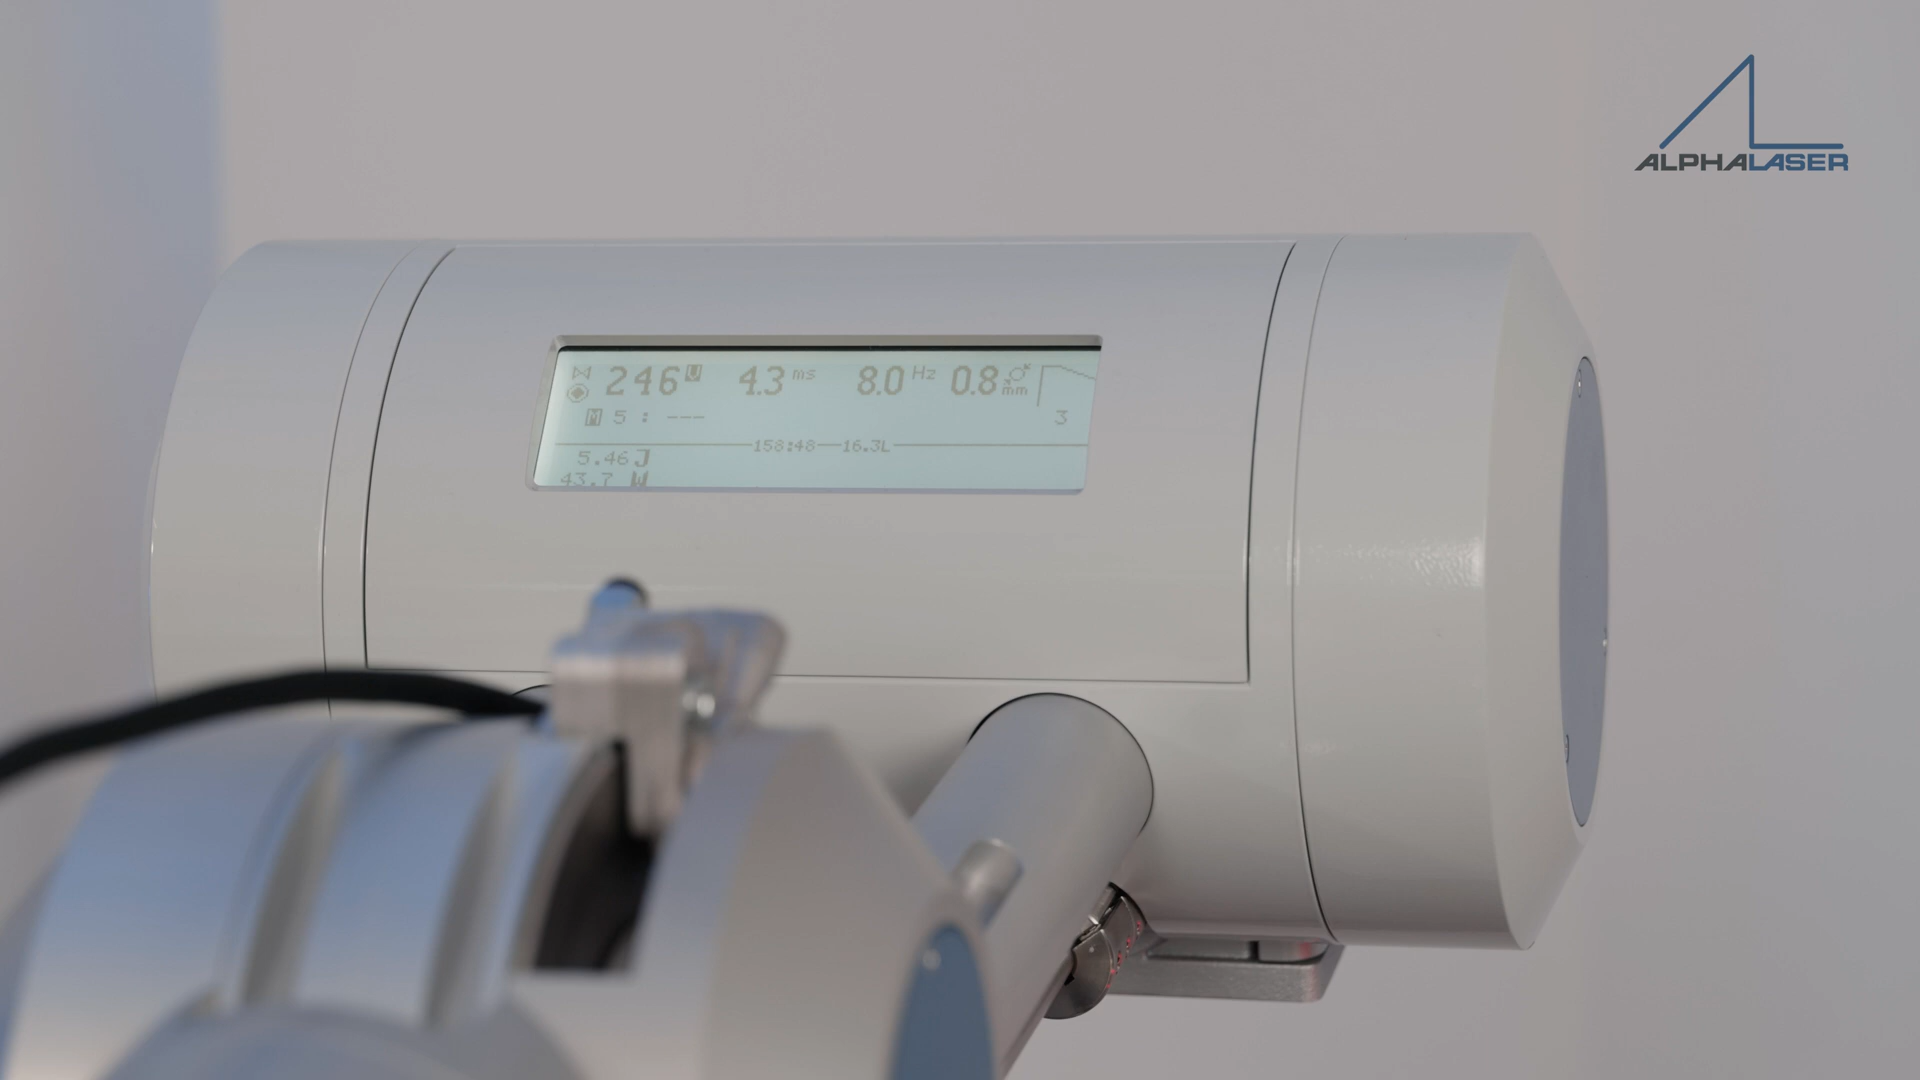 ALPHALASER
246 U 4.3 ms 8.0 Hz 0.8 mm
M 5 : --- 3
158:48 16.3L
5.46 J
43.7 W